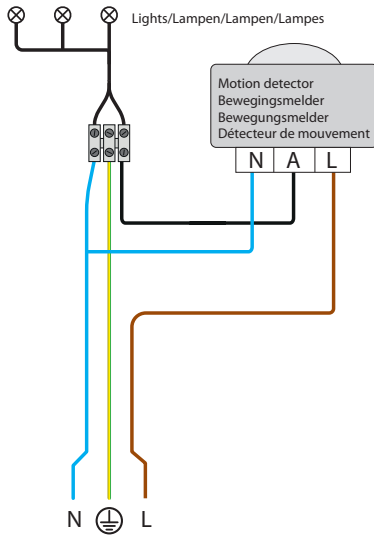 Lights/Lampen/Lampen/Lampes
Motion detector
Bewegingsmelder
Bewegungsmelder
Détecteur de mouvement
N A L
N L